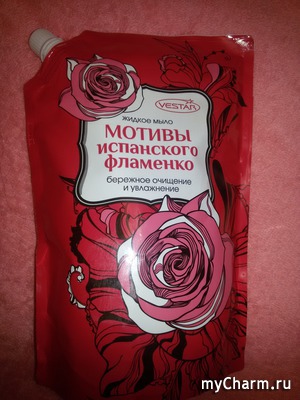 VESTAR
жидкое мыло
МОТИВЫ
испанского
фламенко
бережное очищение
и увлажнение
myCharm.ru